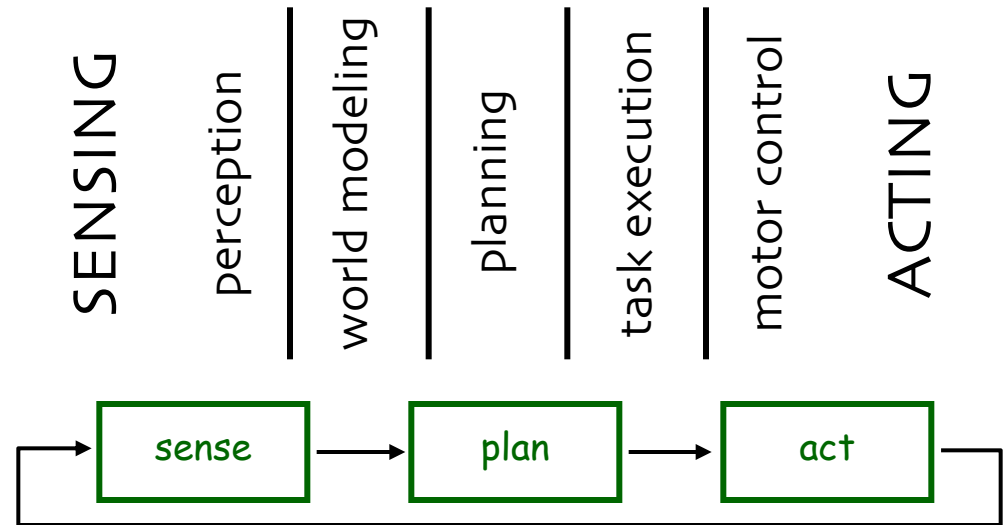 SENSING
perception
world modeling
planning
task execution
motor control
ACTING
sense
plan
act